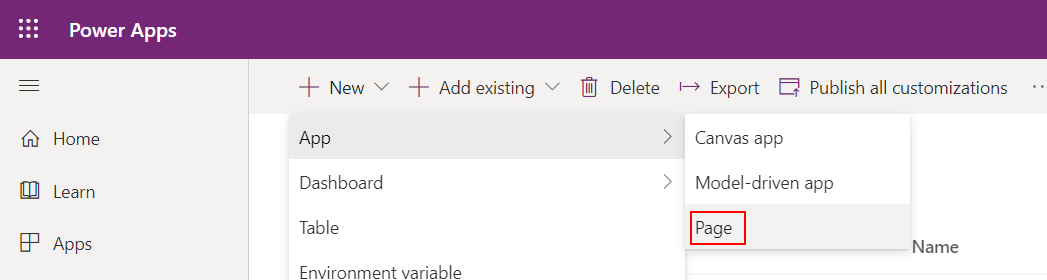 Power Apps
New Add existing Delete Export Publish all customizations ...
Home
Learn
Apps
App
Dashboard
Table
Environment variable
Canvas app
Model-driven app
Page
Name